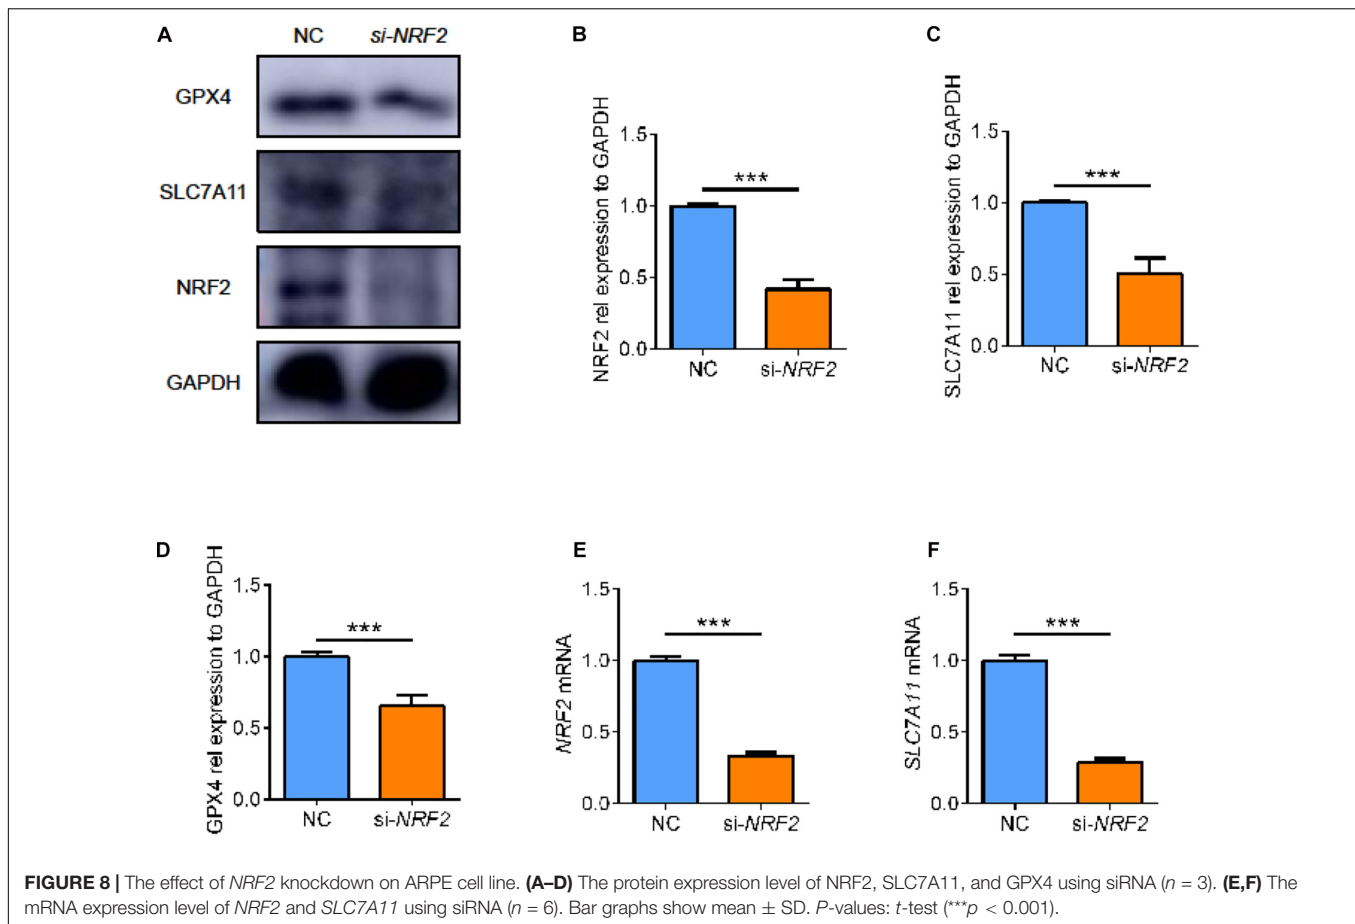 A
NC si-NRF2
GPX4
SLC7A11
NRF2
GAPDH
B
NRF2 rel expression to GAPDH
1.5
1.0
0.5
0.0
***
NC si-NRF2
C
SLC7A11 rel expression to GAPDH
1.5
1.0
0.5
0.0
***
NC si-NRF2
D
GPX4 rel expression to GAPDH
1.5
1.0
0.5
0.0
***
NC si-NRF2
E
NRF2 mRNA
1.5
1.0
0.5
0.0
***
NC si-NRF2
F
SLC7A11 mRNA
1.5
1.0
0.5
0.0
***
NC si-NRF2
FIGURE 8 | The effect of NRF2 knockdown on ARPE cell line. (A–D) The protein expression level of NRF2, SLC7A11, and GPX4 using siRNA (n = 3). (E,F) The
mRNA expression level of NRF2 and SLC7A11 using siRNA (n = 6). Bar graphs show mean ± SD. P-values: t-test (***p < 0.001).